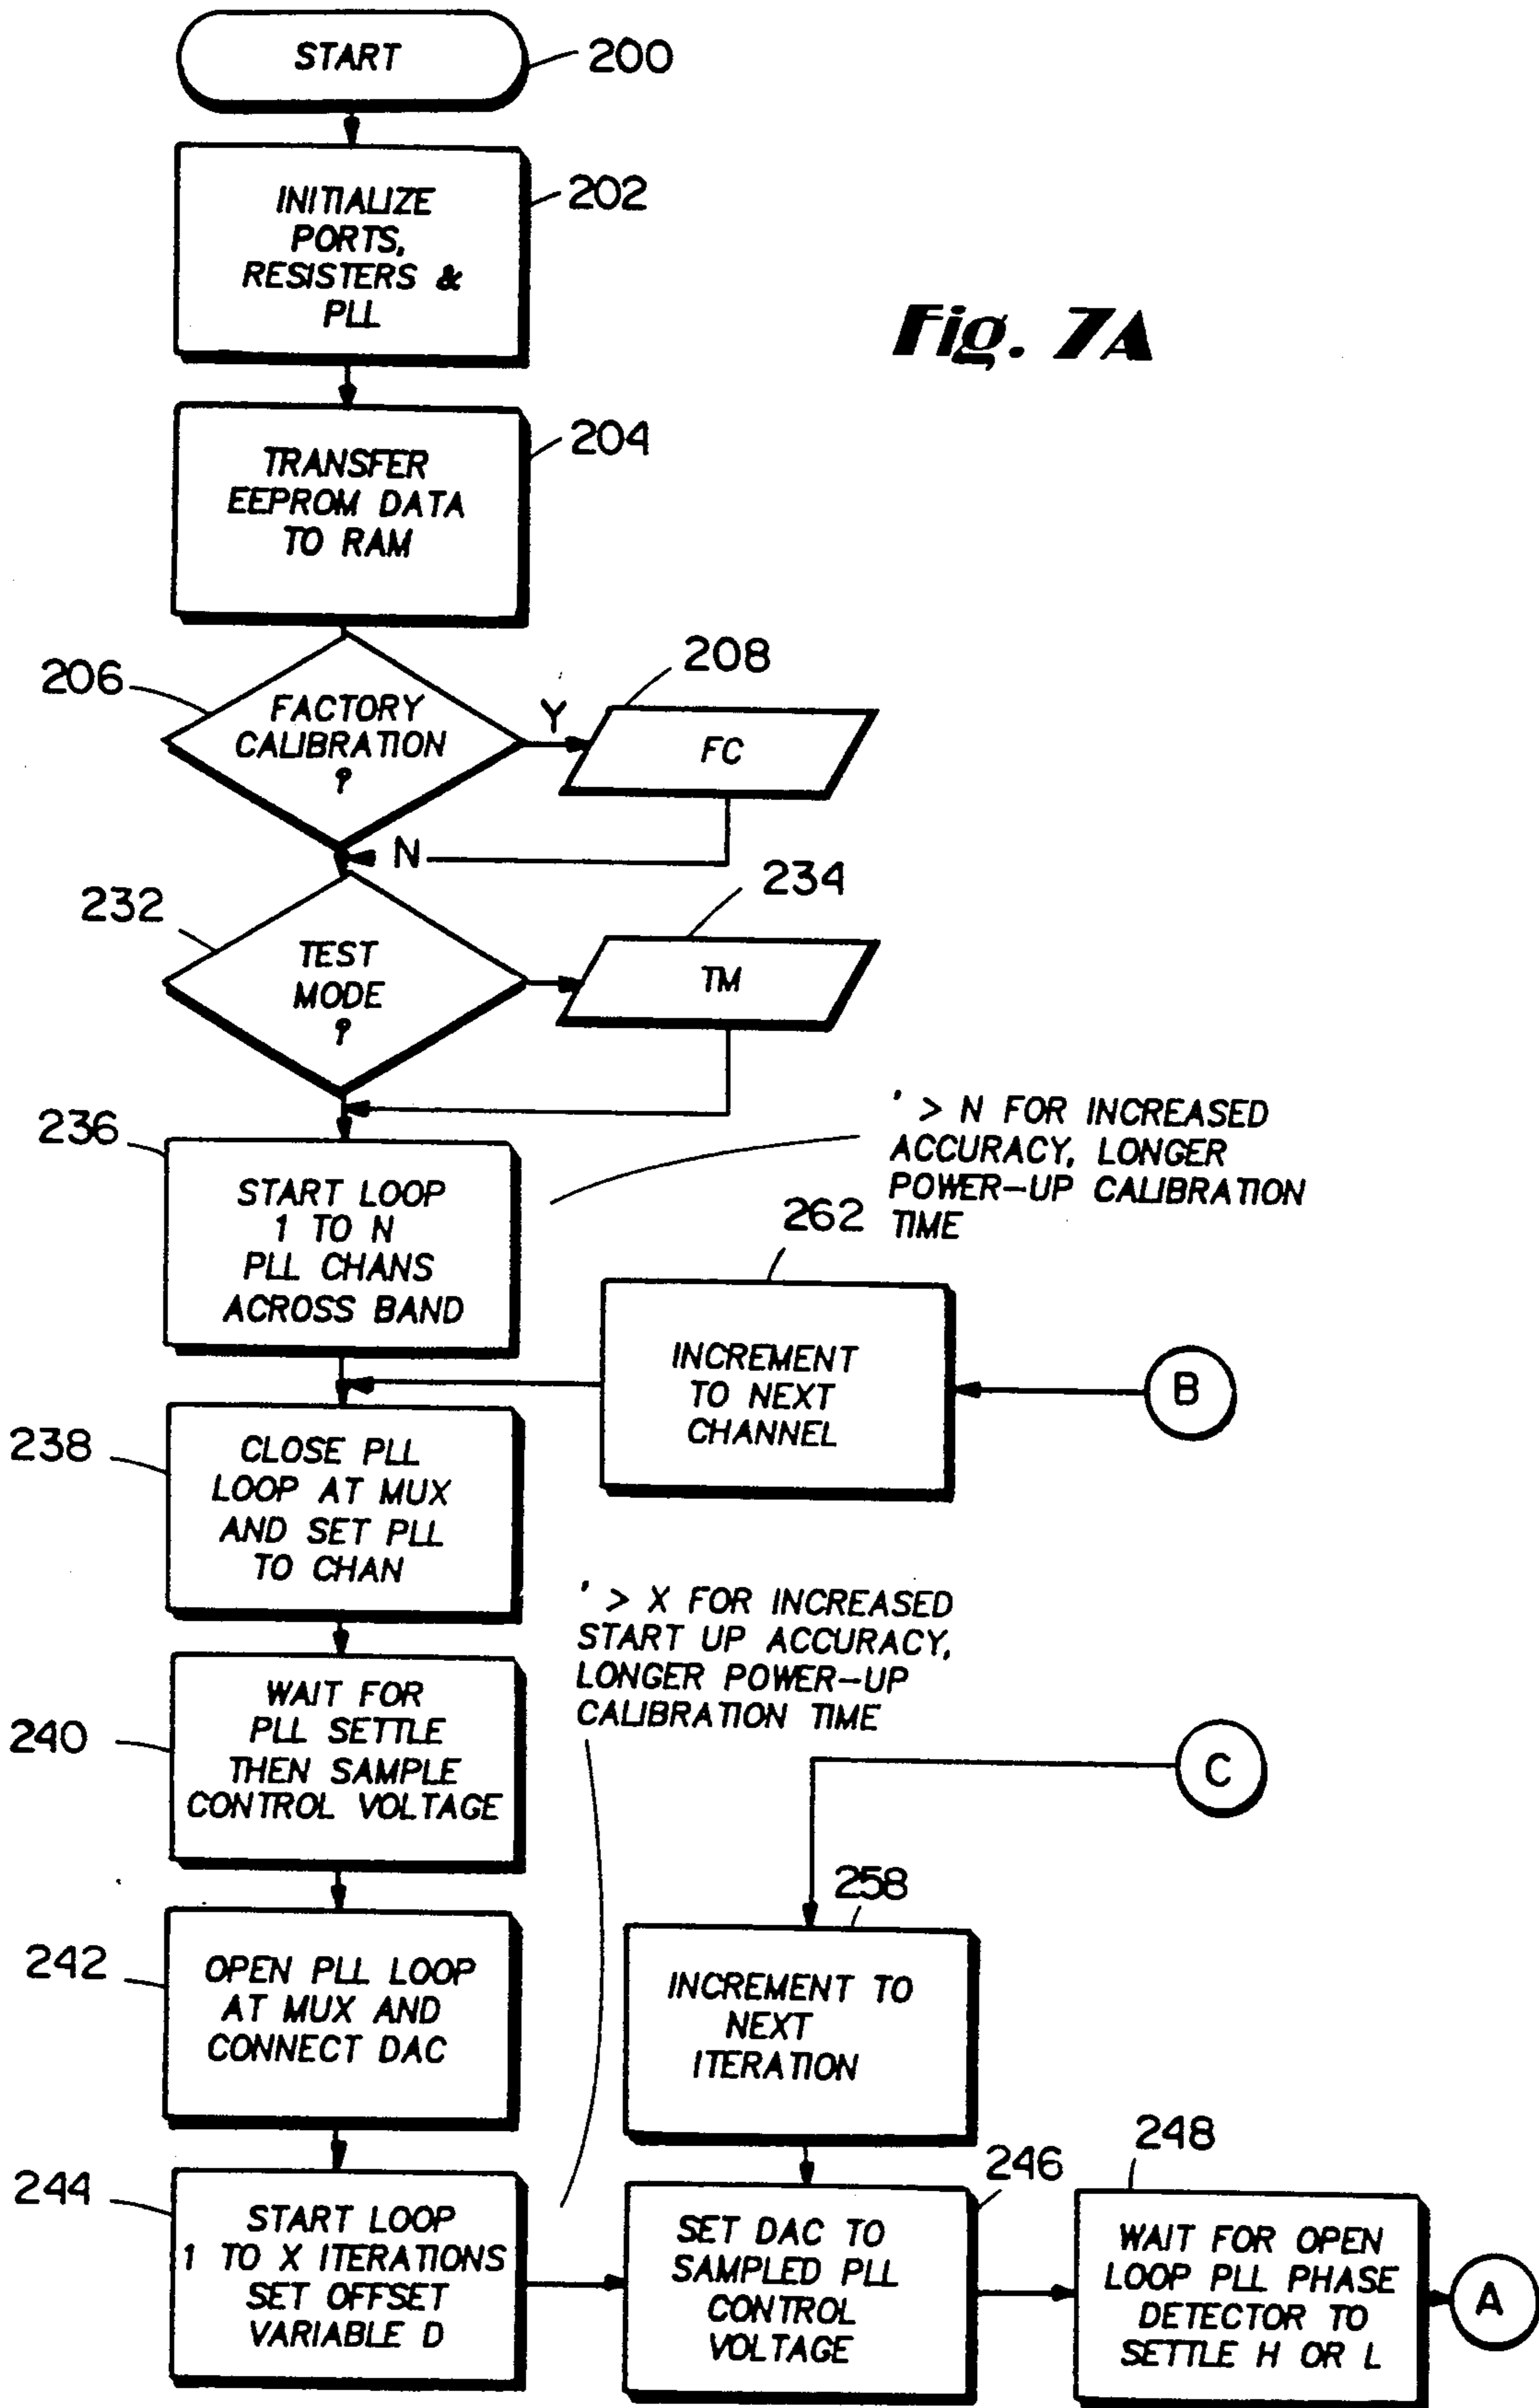 START
200
INITIALIZE
PORTS,
RESISTERS &
PLL
202
Fig. 7A
TRANSFER
EEPROM DATA
TO RAM
204
206
FACTORY
CALIBRATION
?
Y
208
FC
N
232
TEST
MODE
?
234
TM
236
START LOOP
1 TO N
PLL CHANS
ACROSS BAND
' > N FOR INCREASED
ACCURACY, LONGER
POWER-UP CALIBRATION
TIME
262
INCREMENT
TO NEXT
CHANNEL
B
238
CLOSE PLL
LOOP AT MUX
AND SET PLL
TO CHAN
' > X FOR INCREASED
START UP ACCURACY,
LONGER POWER-UP
CALIBRATION TIME
240
WAIT FOR
PLL SETTLE
THEN SAMPLE
CONTROL VOLTAGE
C
242
OPEN PLL LOOP
AT MUX AND
CONNECT DAC
258
INCREMENT TO
NEXT
ITERATION
244
START LOOP
1 TO X ITERATIONS
SET OFFSET
VARIABLE D
246
SET DAC TO
SAMPLED PLL
CONTROL
VOLTAGE
248
WAIT FOR OPEN
LOOP PLL PHASE
DETECTOR TO
SETTLE H OR L
A